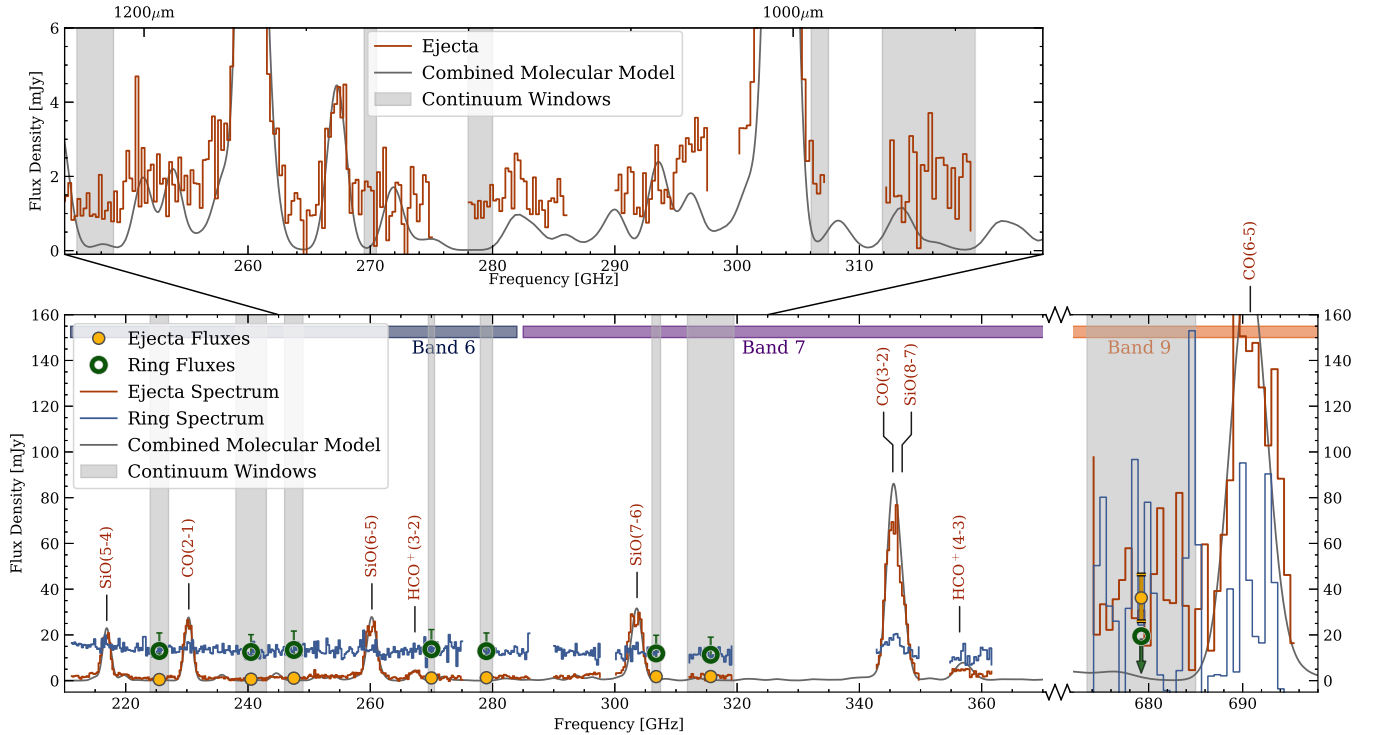 1200μm
1000μm
6
4
2
0
Flux Density [mJy]
Ejecta
Combined Molecular Model
Continuum Windows
260
270
280
290
300
310
Frequency [GHz]
CO(6-5)
160
140
120
100
80
60
40
20
0
Flux Density [mJy]
Ejecta Fluxes
Ring Fluxes
Ejecta Spectrum
Ring Spectrum
Combined Molecular Model
Continuum Windows
Band 6
Band 7
Band 9
SiO(5-4)
CO(2-1)
SiO(6-5)
HCO⁺(3-2)
SiO(7-6)
CO(3-2)
SiO(8-7)
HCO⁺(4-3)
160
140
120
100
80
60
40
20
0
220
240
260
280
300
320
340
360
680
690
Frequency [GHz]